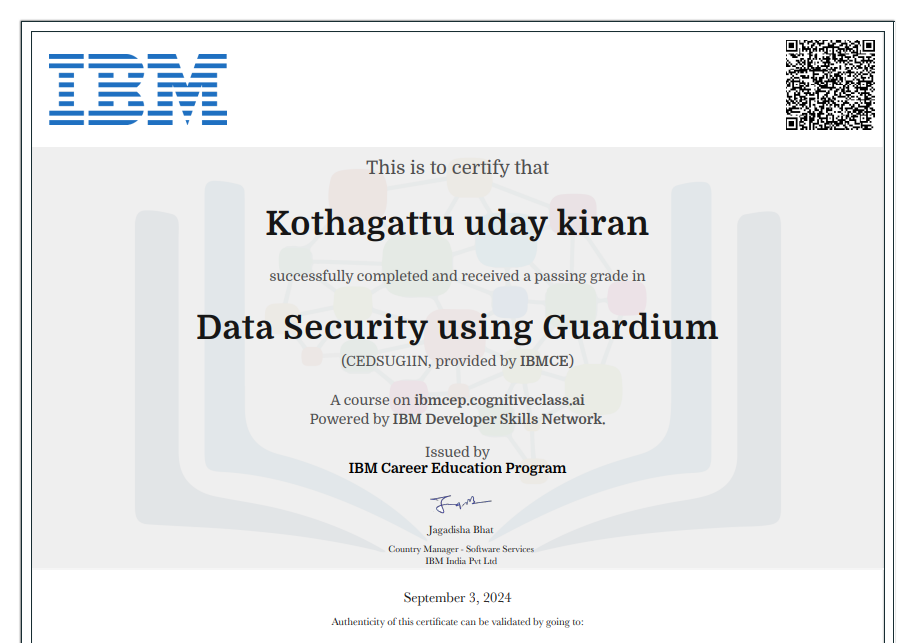 IBM
This is to certify that
Kothagattu uday kiran
successfully completed and received a passing grade in
Data Security using Guardium
(CEDSUG1IN, provided by IBMCE)
A course on ibmcep.cognitiveclass.ai
Powered by IBM Developer Skills Network.
Issued by
IBM Career Education Program
Jagadisha Bhat
Country Manager - Software Services
IBM India Pvt Ltd
September 3, 2024
Authenticity of this certificate can be validated by going to: